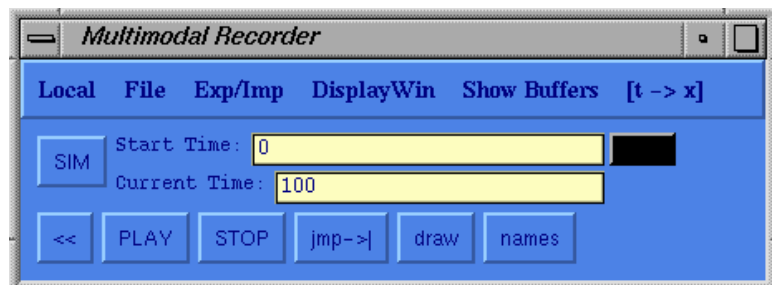 Multimodal Recorder
Local File Exp/Imp DisplayWin Show Buffers [t -> x]
SIM
Start Time: 0
Current Time: 100
<< PLAY STOP jmp->| draw names